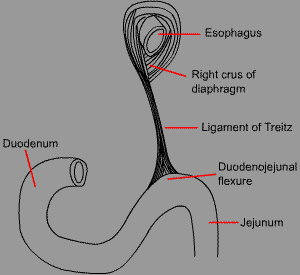 Esophagus
Right crus of
diaphragm
Ligament of Treitz
Duodenum
Duodenojejunal
flexure
Jejunum